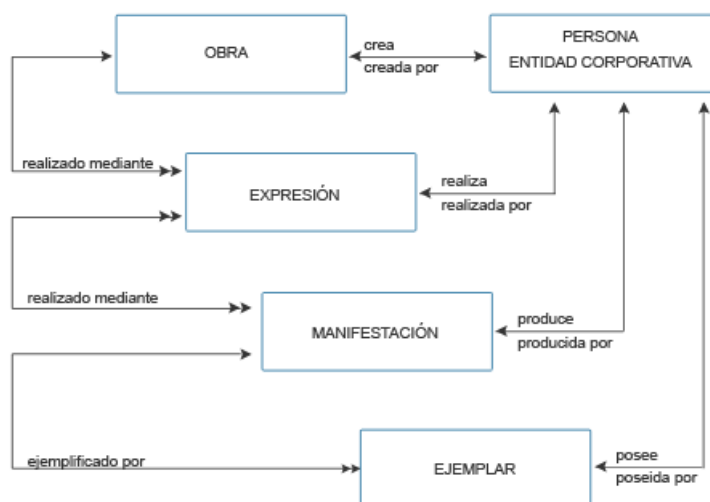 OBRA
crea
creada por
PERSONA
ENTIDAD CORPORATIVA
realizado mediante
EXPRESIÓN
realiza
realizada por
realizado mediante
MANIFESTACIÓN
produce
producida por
ejemplificado por
EJEMPLAR
posee
poseida por